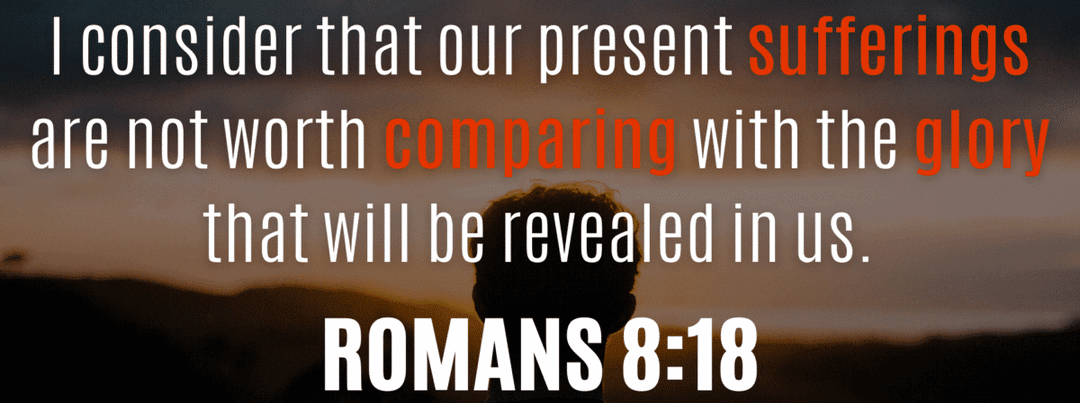 I consider that our present sufferings
are not worth comparing with the glory
that will be revealed in us.
ROMANS 8:18